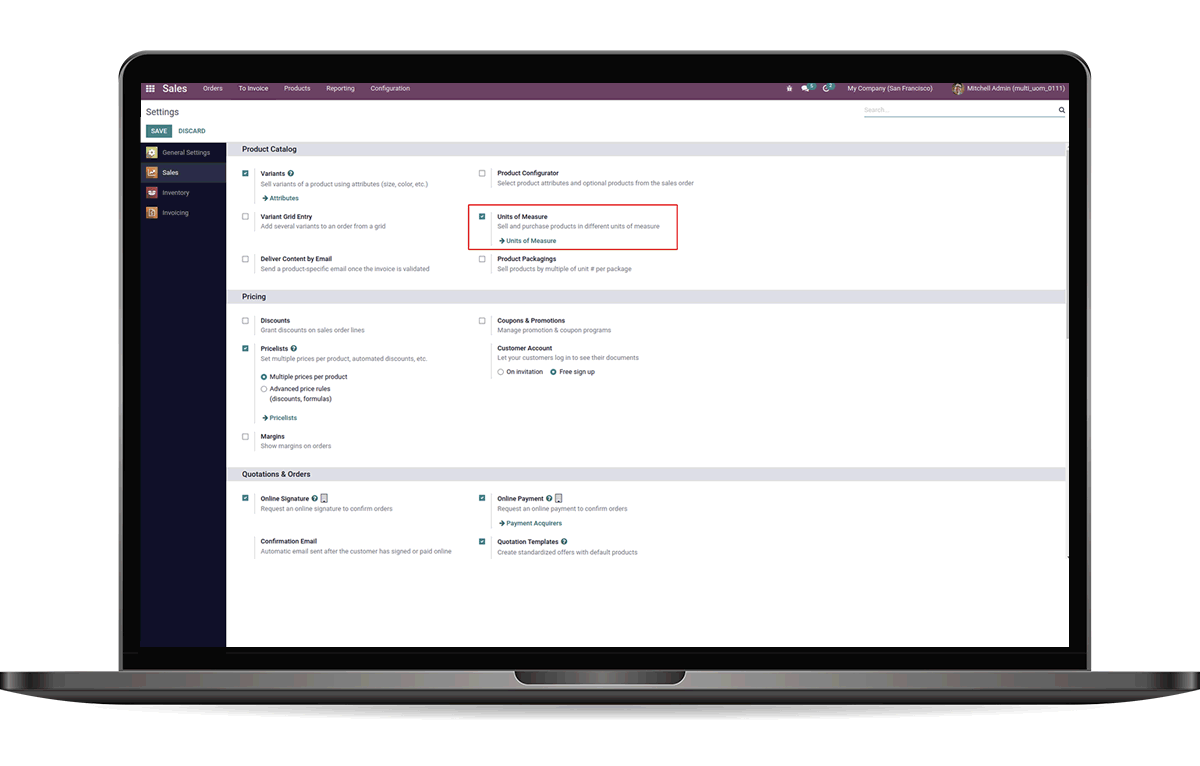 Sales Orders To Invoice Products Reporting Configuration My Company (San Francisco) Mitchell Admin (multi_uom_0111)
Settings Search...
SAVE DISCARD
General Settings
Sales
Inventory
Invoicing
Product Catalog
Variants
Sell variants of a product using attributes (size, color, etc.)
Attributes
Product Configurator
Select product attributes and optional products from the sales order
Variant Grid Entry
Add several variants to an order from a grid
Units of Measure
Sell and purchase products in different units of measure
Units of Measure
Deliver Content by Email
Send a product-specific email once the invoice is validated
Product Packagings
Sell products by multiple of unit # per package
Pricing
Discounts
Grant discounts on sales order lines
Coupons & Promotions
Manage promotion & coupon programs
Pricelists
Set multiple prices per product, automated discounts, etc.
Multiple prices per product
Advanced price rules
(discounts, formulas)
Pricelists
Customer Account
Let your customers log in to see their documents
On invitation Free sign up
Margins
Show margins on orders
Quotations & Orders
Online Signature
Request an online signature to confirm orders
Online Payment
Request an online payment to confirm orders
Payment Acquirers
Confirmation Email
Automatic email sent after the customer has signed or paid online
Quotation Templates
Create standardized offers with default products